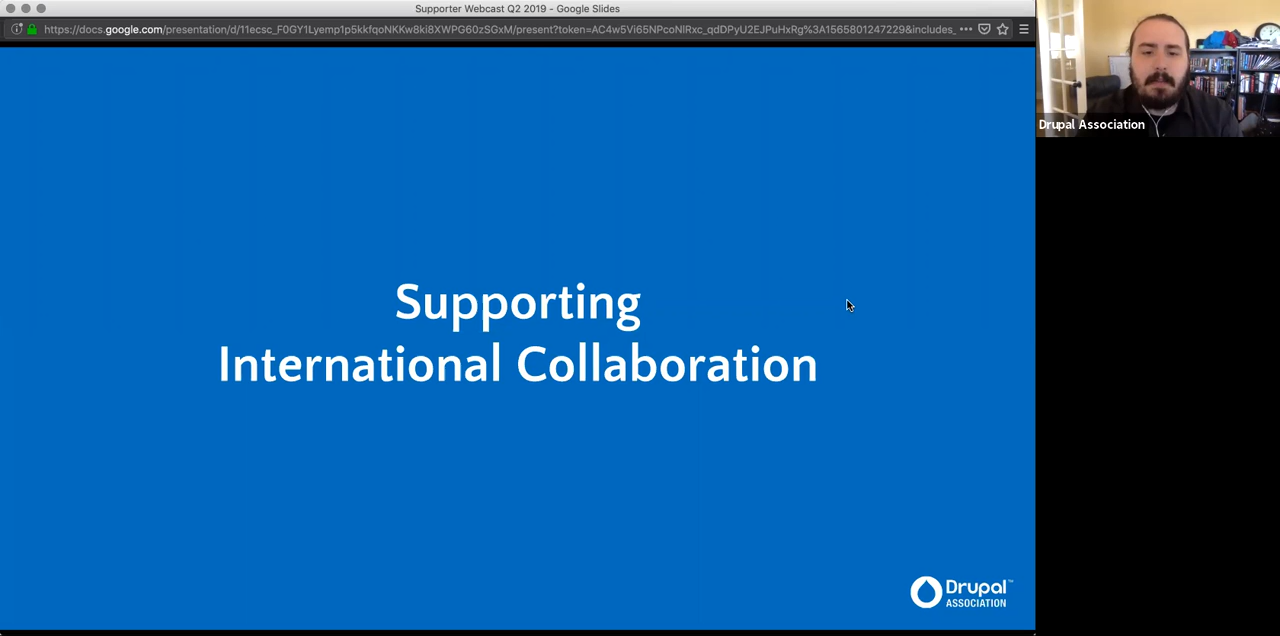 Supporter Webcast Q2 2019 - Google Slides
https://docs.google.com/presentation/d/11ecsc_F0GY1Lyemp1p5kkfqoNKKw8ki8XWPG60zSGxM/present?token=AC4w5Vi65NPcoNlRxc_qdDPyU2EJPuHxRg%3A1565801247229&includes_
Drupal Association
Supporting
International Collaboration
Drupal™
ASSOCIATION